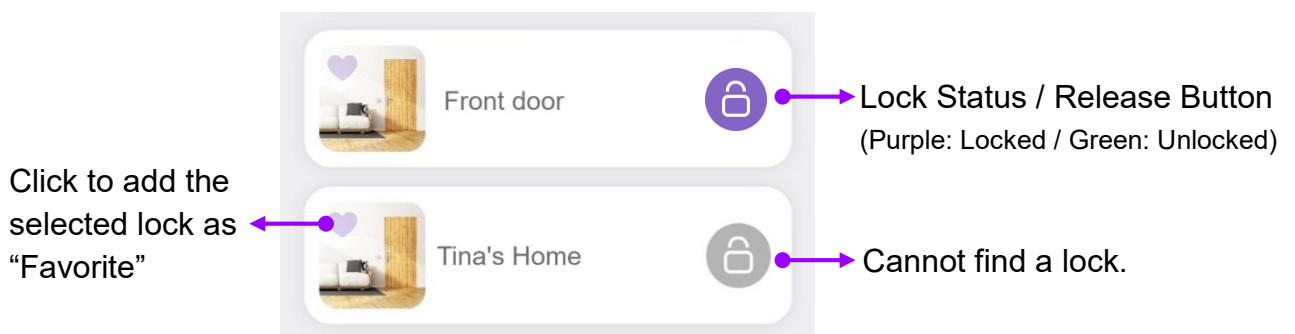 Front door
Lock Status / Release Button
(Purple: Locked / Green: Unlocked)
Click to add the
selected lock as
“Favorite”
Tina's Home
Cannot find a lock.